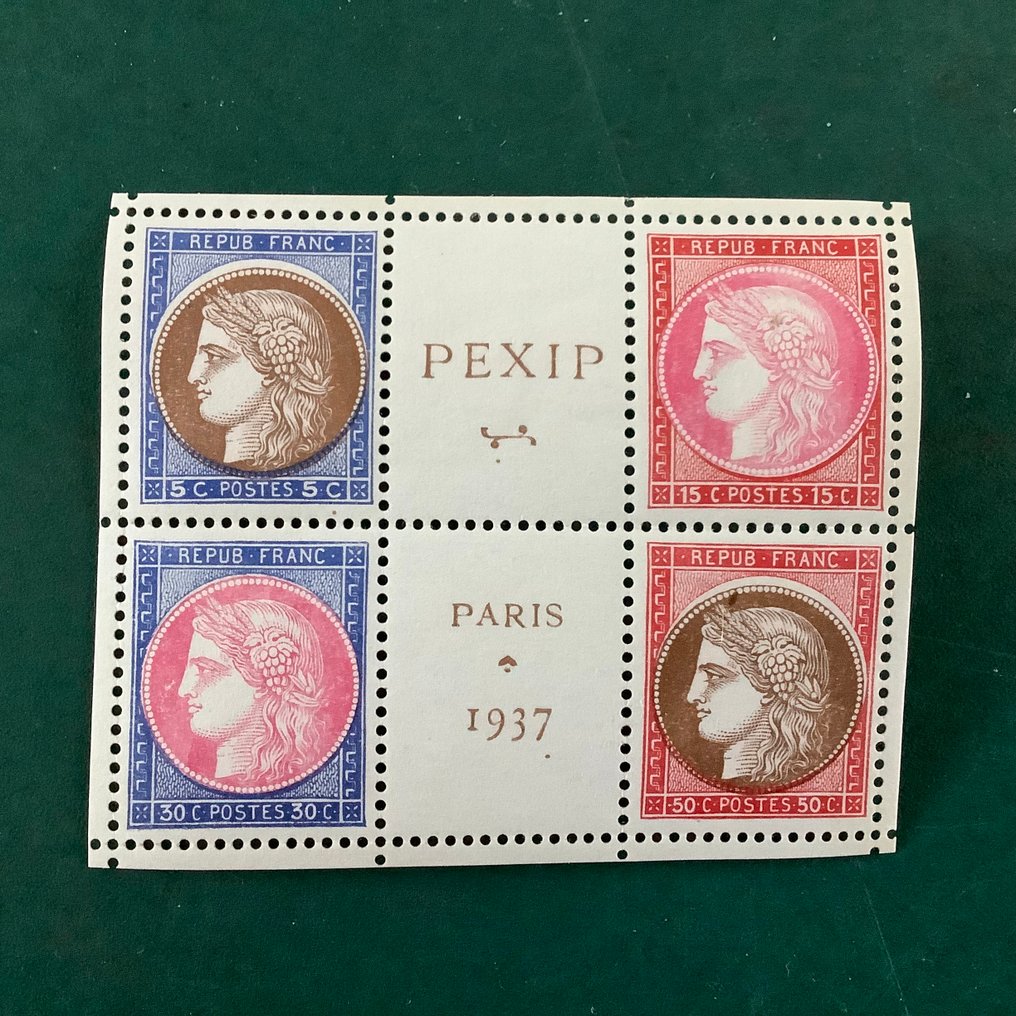 REPUB · FRANC ·
5 C · POSTES · 5 C
PEXIP
REPUB · FRANC ·
15 C · POSTES · 15 · C
REPUB · FRANC ·
30 C · POSTES · 30 C ·
PARIS
1937
REPUB · FRANC ·
50 C · POSTES · 50 C ·